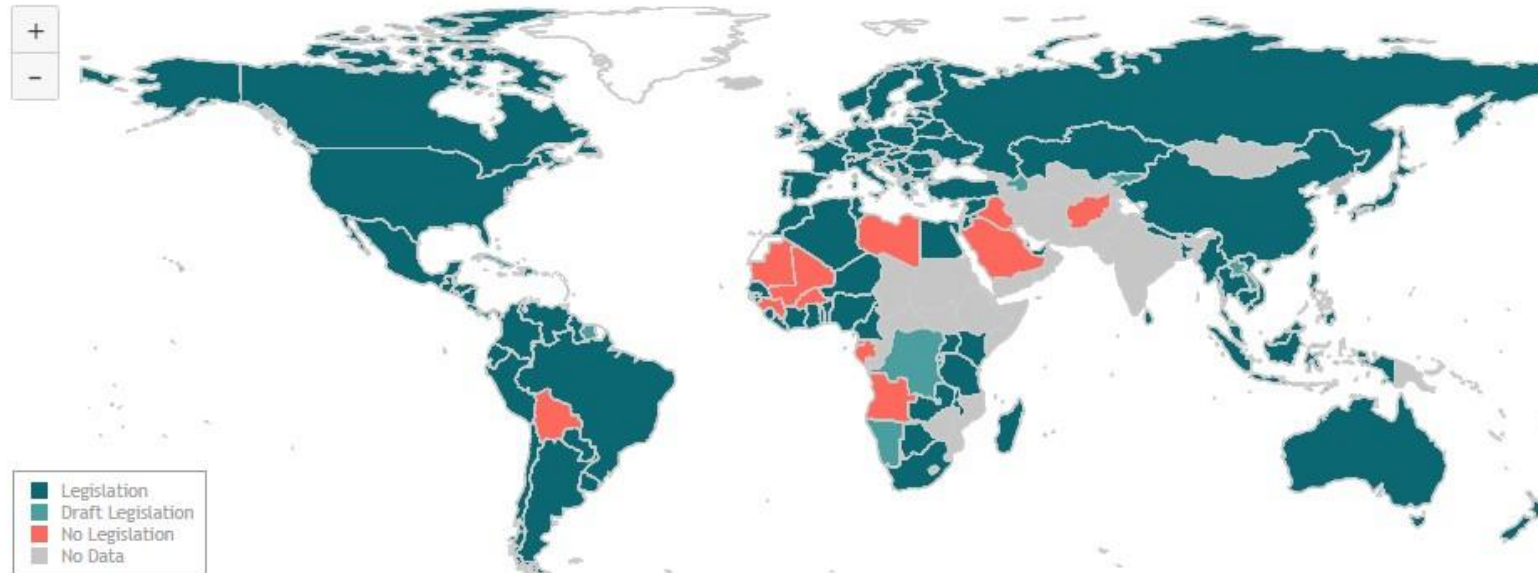 +
-
Legislation
Draft Legislation
No Legislation
No Data